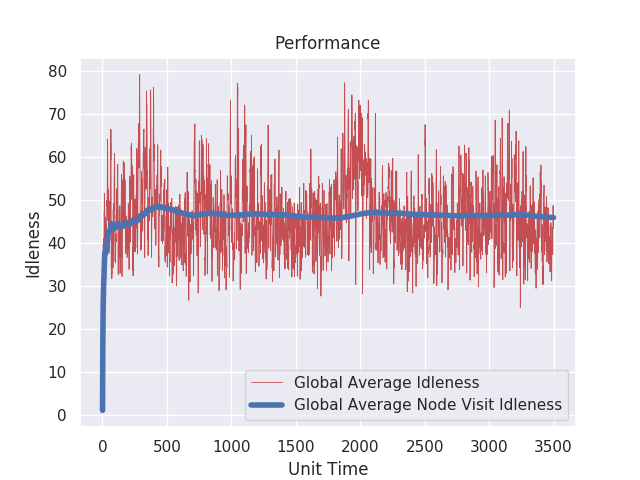 Performance
80
70
60
50
40
30
20
10
0
Idleness
Global Average Idleness
Global Average Node Visit Idleness
0 500 1000 1500 2000 2500 3000 3500
Unit Time